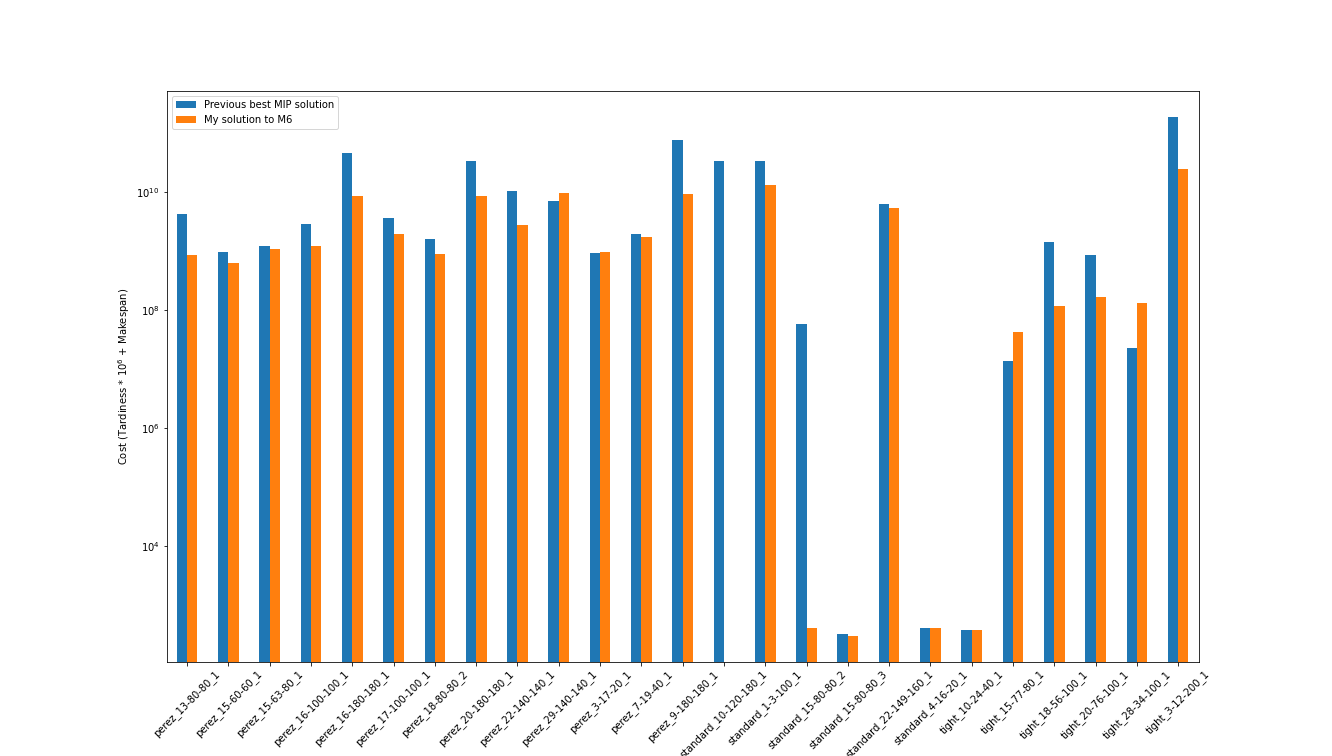 Previous best MIP solution
My solution to M6
Cost (Tardiness * 10^6 + Makespan)
10^10
10^8
10^6
10^4
perez_13-80-80_1
perez_15-60-60_1
perez_15-63-80_1
perez_16-100-100_1
perez_16-180-180_1
perez_17-100-100_1
perez_18-80-80_2
perez_20-180-180_1
perez_22-140-140_1
perez_29-140-140_1
perez_3-17-20_1
perez_7-19-40_1
perez_9-180-180_1
standard_10-120-180_1
standard_1-3-100_1
standard_15-80-80_2
standard_15-80-80_3
standard_22-149-160_1
standard_4-16-20_1
tight_10-24-40_1
tight_15-77-80_1
tight_18-56-100_1
tight_20-76-100_1
tight_28-34-100_1
tight_3-12-200_1